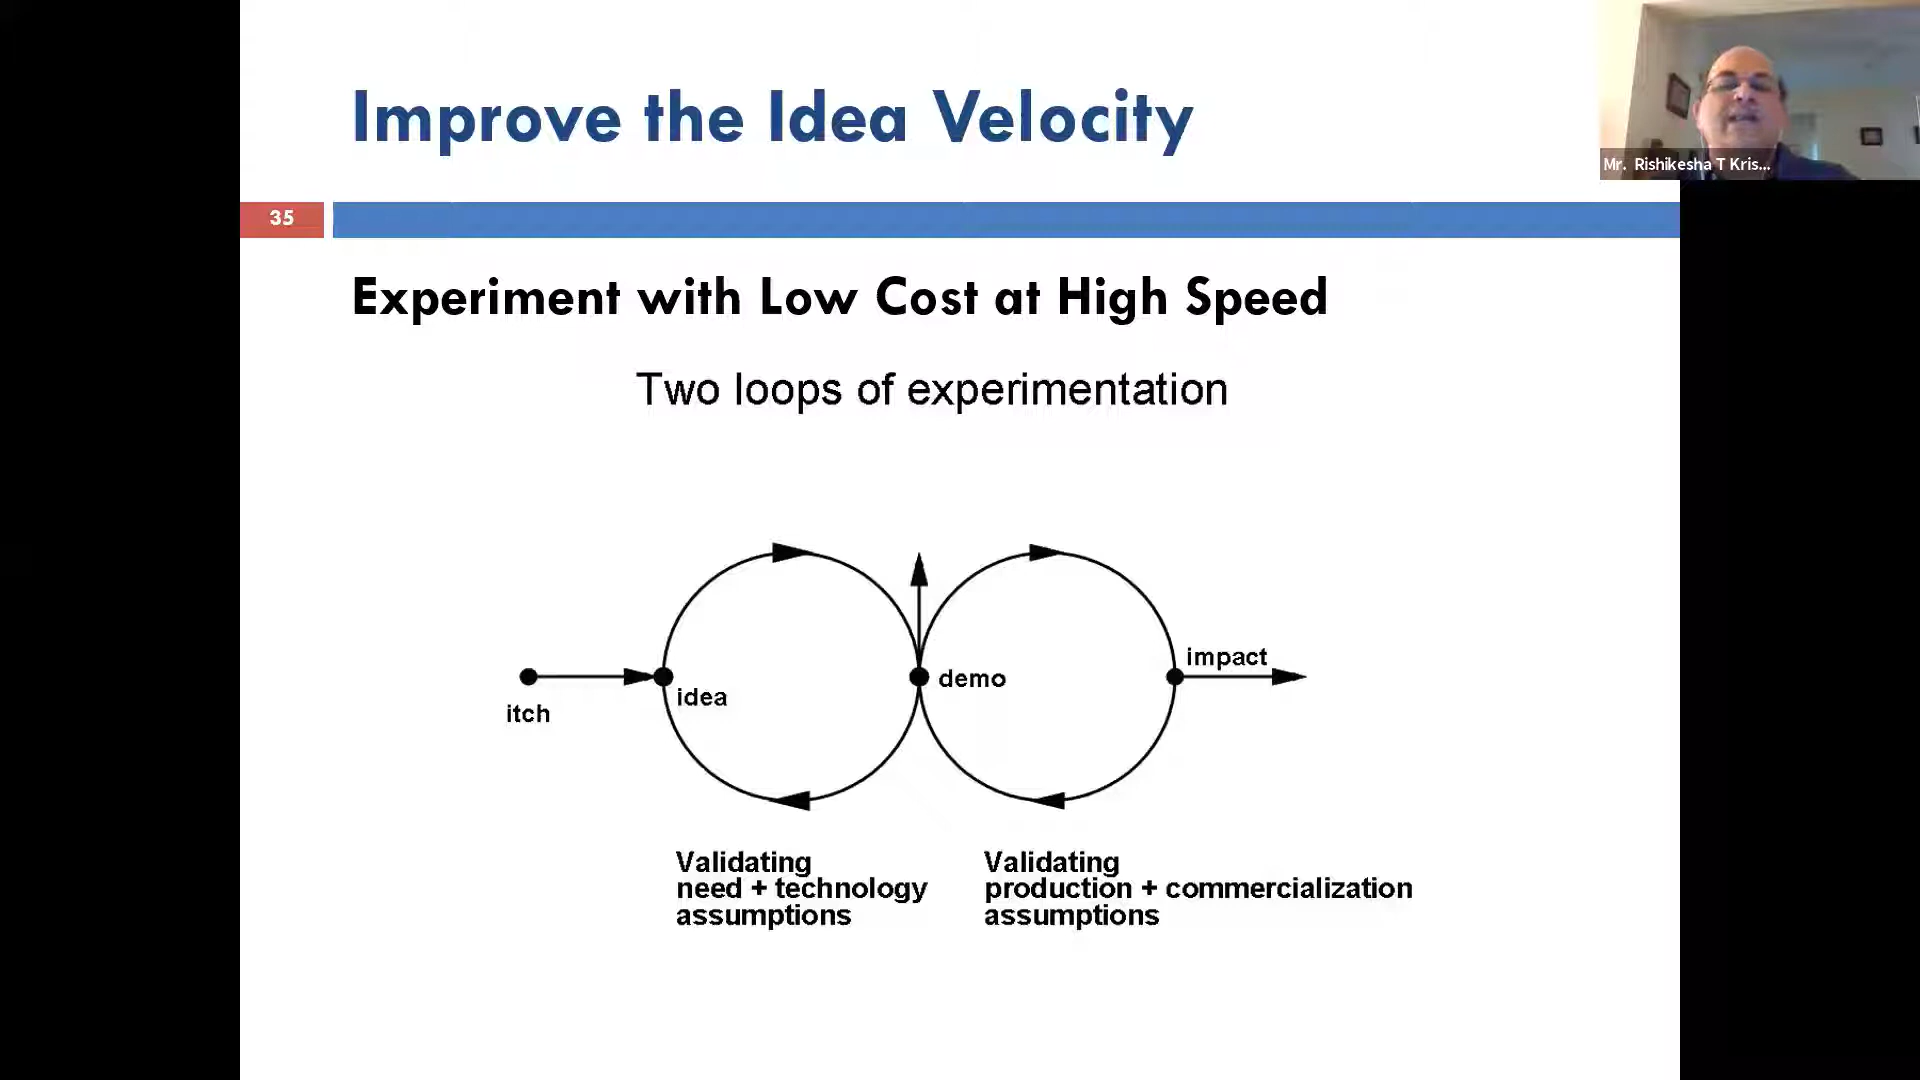 Improve the Idea Velocity
Mr. Rishikesha T Kris...
35
Experiment with Low Cost at High Speed
Two loops of experimentation
impact
demo
idea
itch
Validating
need + technology
assumptions
Validating
production + commercialization
assumptions